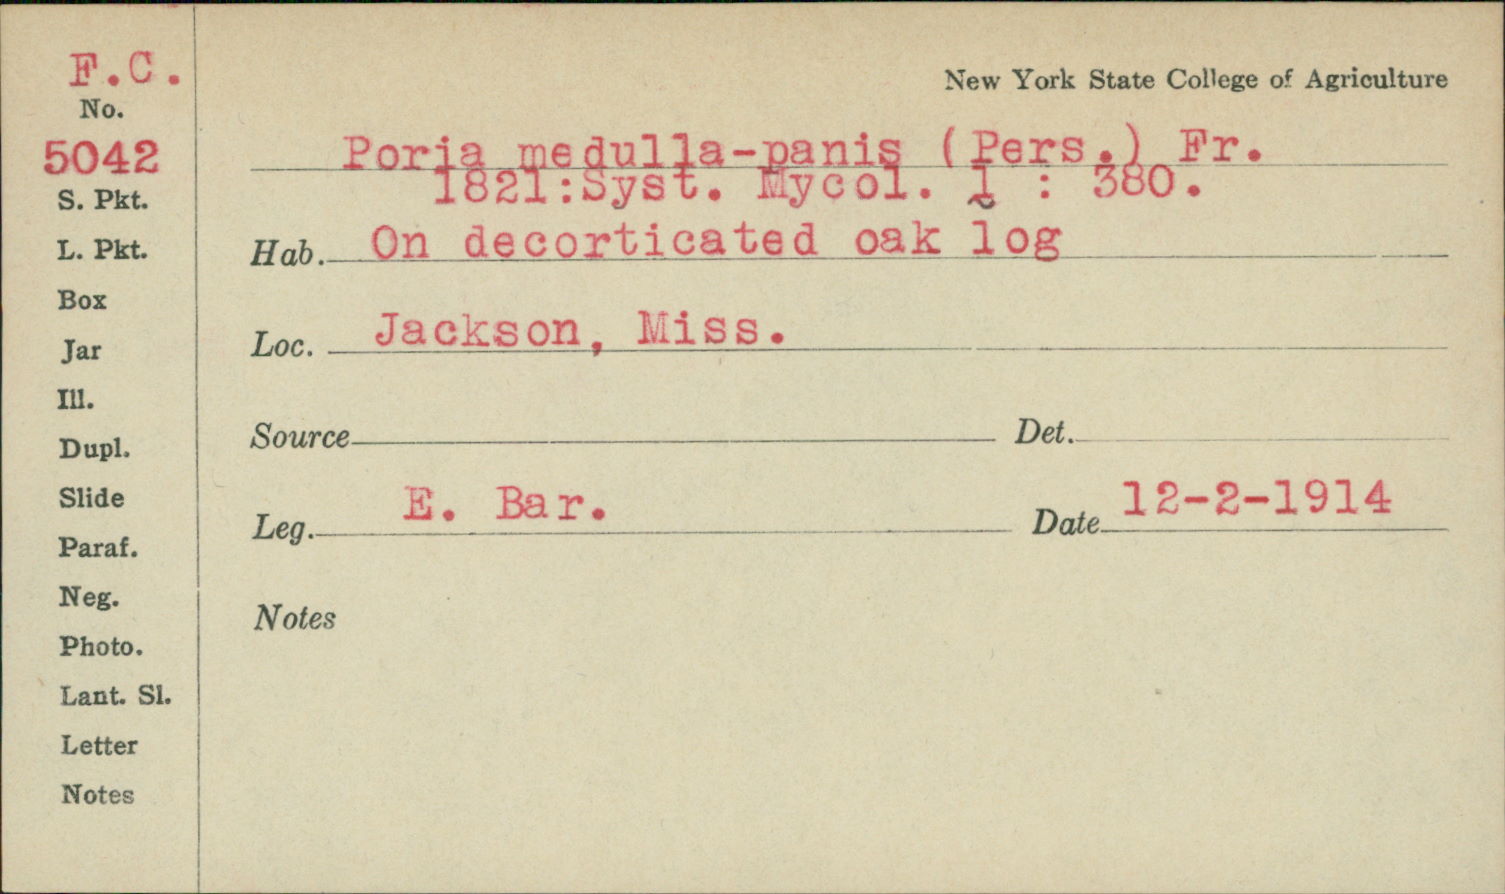 F.C.
No.
5042
S. Pkt.
L. Pkt.
Box
Jar
Ill.
Dupl.
Slide
Paraf.
Neg.
Photo.
Lant. Sl.
Letter
Notes
New York State College of Agriculture
Poria medulla-panis (Pers.) Fr.
1821:Syst. Mycol. 1 : 380.
Hab. On decorticated oak log
Loc. Jackson, Miss.
Source Det.
Leg. E. Bar. Date 12-2-1914
Notes